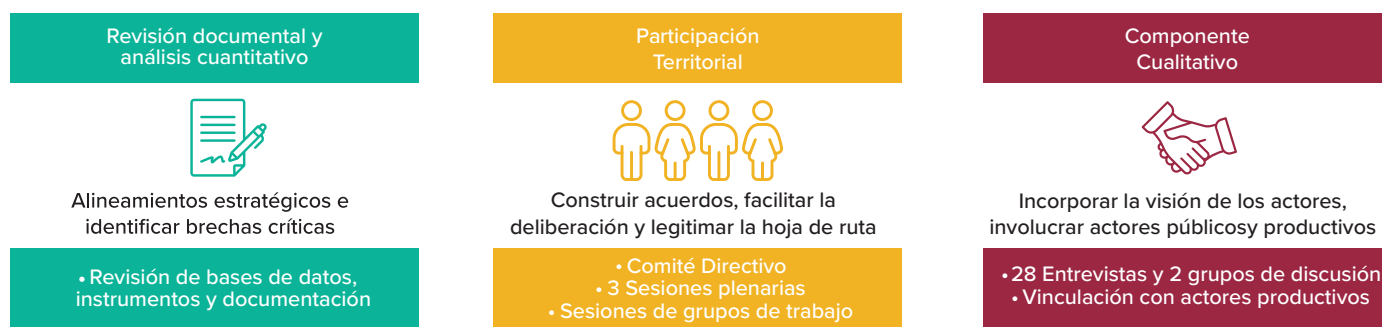 Revisión documental y
análisis cuantitativo
Alineamientos estratégicos e
identificar brechas críticas
• Revisión de bases de datos,
instrumentos y documentación
Participación
Territorial
Construir acuerdos, facilitar la
deliberación y legitimar la hoja de ruta
• Comité Directivo
• 3 Sesiones plenarias
• Sesiones de grupos de trabajo
Componente
Cualitativo
Incorporar la visión de los actores,
involucrar actores públicosy productivos
• 28 Entrevistas y 2 grupos de discusión
• Vinculación con actores productivos